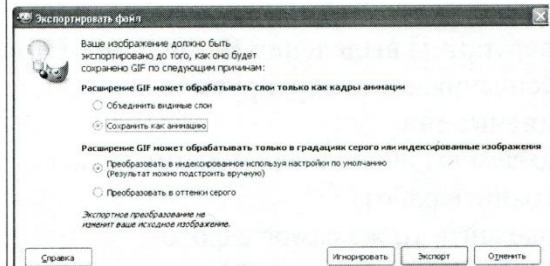 Экспортировать файл
Ваше изображение должно быть
экспортировано до того, как оно будет
сохранено GIF по следующим причинам:
Расширение GIF может обрабатывать слои только как кадры анимации
Объединить видимые слои
Сохранить как анимацию
Расширение GIF может обрабатывать только в градациях серого или индексированные изображения
Преобразовать в индексированное используя настройки по умолчанию
(Результат можно подстроить вручную)
Преобразовать в оттенки серого
Экспортное преобразование не
изменит ваше исходное изображение.
Справка
Игнорировать
Экспорт
Отменить